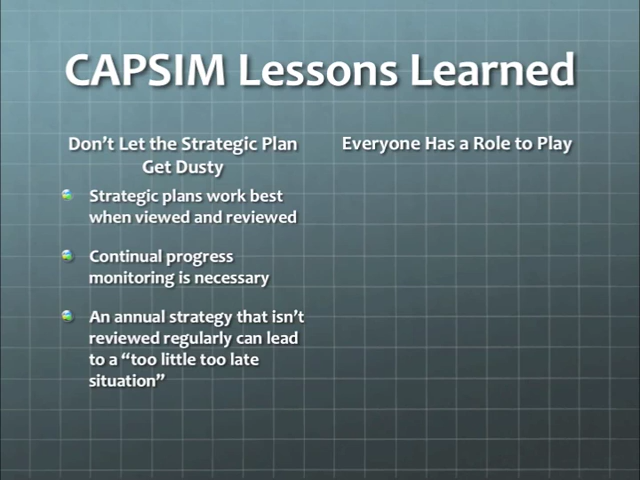 CAPSIM Lessons Learned
Don't Let the Strategic Plan
Get Dusty
Strategic plans work best
when viewed and reviewed
Continual progress
monitoring is necessary
An annual strategy that isn't
reviewed regularly can lead
to a “too little too late
situation”
Everyone Has a Role to Play